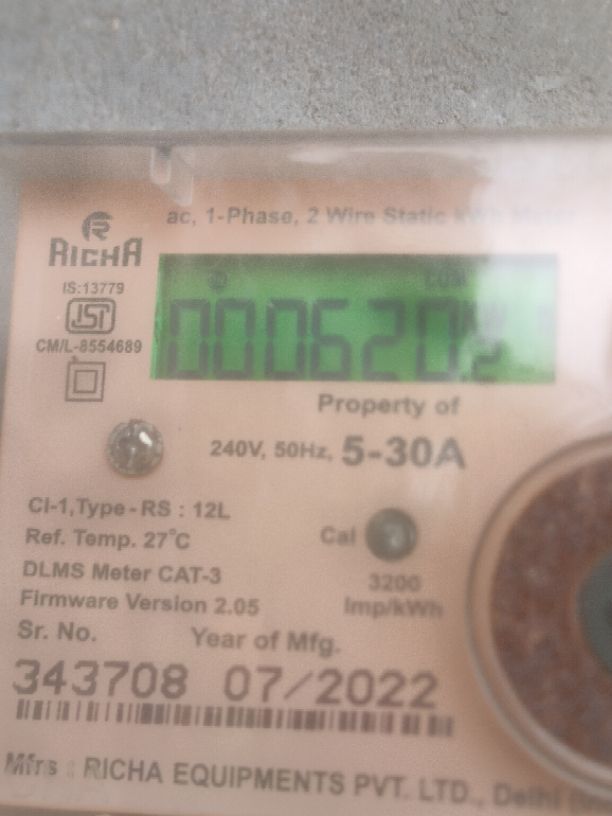 ac, 1-Phase, 2 Wire Static kWh Meter
RICHA
IS:13779
ISI
CM/L-8554689
000620.
Property of
240V, 50Hz, 5-30A
Cl-1,Type-RS : 12L
Ref. Temp. 27°C
Cal
DLMS Meter CAT-3
3200
Imp/kWh
Firmware Version 2.05
Sr. No. Year of Mfg.
343708 07/2022
Mfrs : RICHA EQUIPMENTS PVT. LTD., Delhi